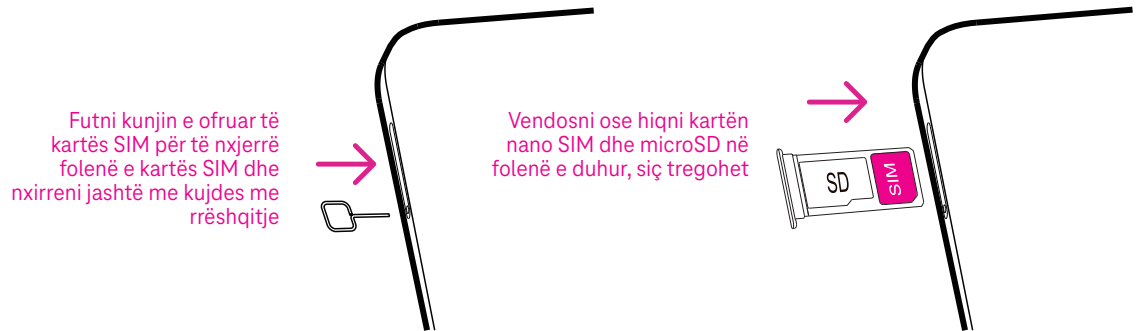 Futni kunjin e ofruar të
kartës SIM për të nxjerrë
folenë e kartës SIM dhe
nxirreni jashtë me kujdes me
rrëshqitje
Vendosni ose hiqni kartën
nano SIM dhe microSD në
folenë e duhur, siç tregohet
SD
SIM